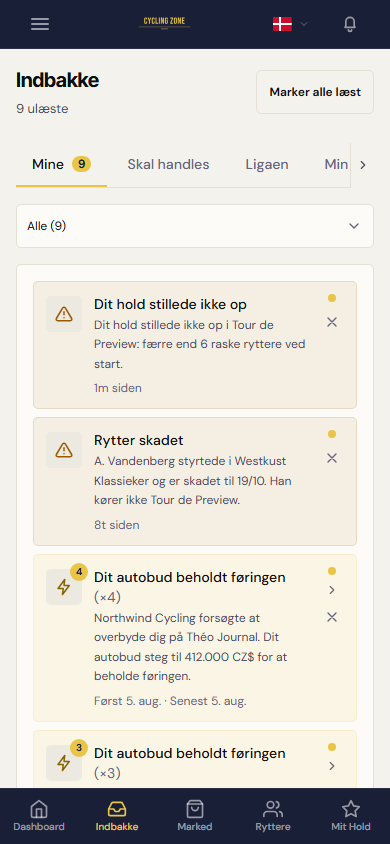 CYCLING ZONE
Indbakke
9 ulæste
Marker alle læst
Mine 9
Skal handles
Ligaen
Min
Alle (9)
Dit hold stillede ikke op
Dit hold stillede ikke op i Tour de
Preview: færre end 6 raske ryttere ved
start.
1m siden
Rytter skadet
A. Vandenberg styrtede i Westkust
Klassieker og er skadet til 19/10. Han
kører ikke Tour de Preview.
8t siden
4
Dit autobud beholdt føringen
(×4)
Northwind Cycling forsøgte at
overbyde dig på Théo Journal. Dit
autobud steg til 412.000 CZ$ for at
beholde føringen.
Først 5. aug. · Senest 5. aug.
3
Dit autobud beholdt føringen
(×3)
Dashboard
Indbakke
Marked
Ryttere
Mit Hold